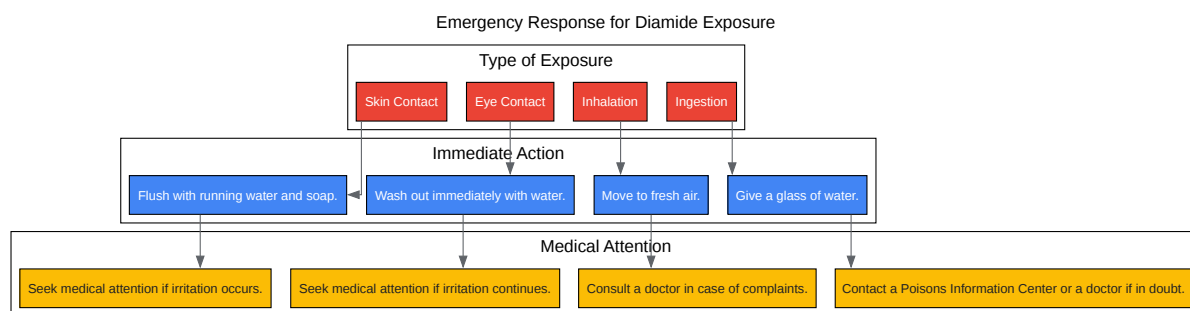 Emergency Response for Diamide Exposure
Type of Exposure
Skin Contact
Eye Contact
Inhalation
Ingestion
Immediate Action
Flush with running water and soap.
Wash out immediately with water.
Move to fresh air.
Give a glass of water.
Medical Attention
Seek medical attention if irritation occurs.
Seek medical attention if irritation continues.
Consult a doctor in case of complaints.
Contact a Poisons Information Center or a doctor if in doubt.